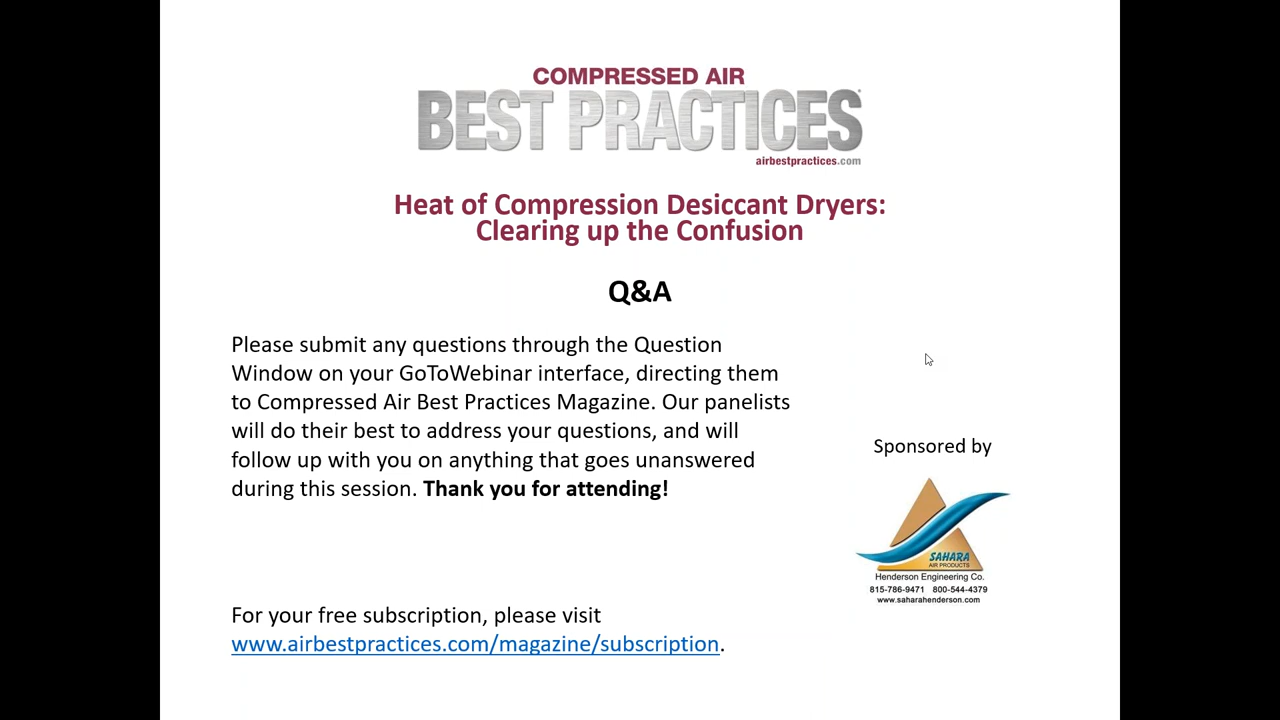 COMPRESSED AIR
BEST PRACTICES
airbestpractices.com
Heat of Compression Desiccant Dryers:
Clearing up the Confusion
Q&A
Please submit any questions through the Question
Window on your GoToWebinar interface, directing them
to Compressed Air Best Practices Magazine. Our panelists
will do their best to address your questions, and will
follow up with you on anything that goes unanswered
during this session. Thank you for attending!
Sponsored by
SAHARA
AIR PRODUCTS
Henderson Engineering Co.
815-786-9471 800-544-4379
www.saharahenderson.com
For your free subscription, please visit
www.airbestpractices.com/magazine/subscription.